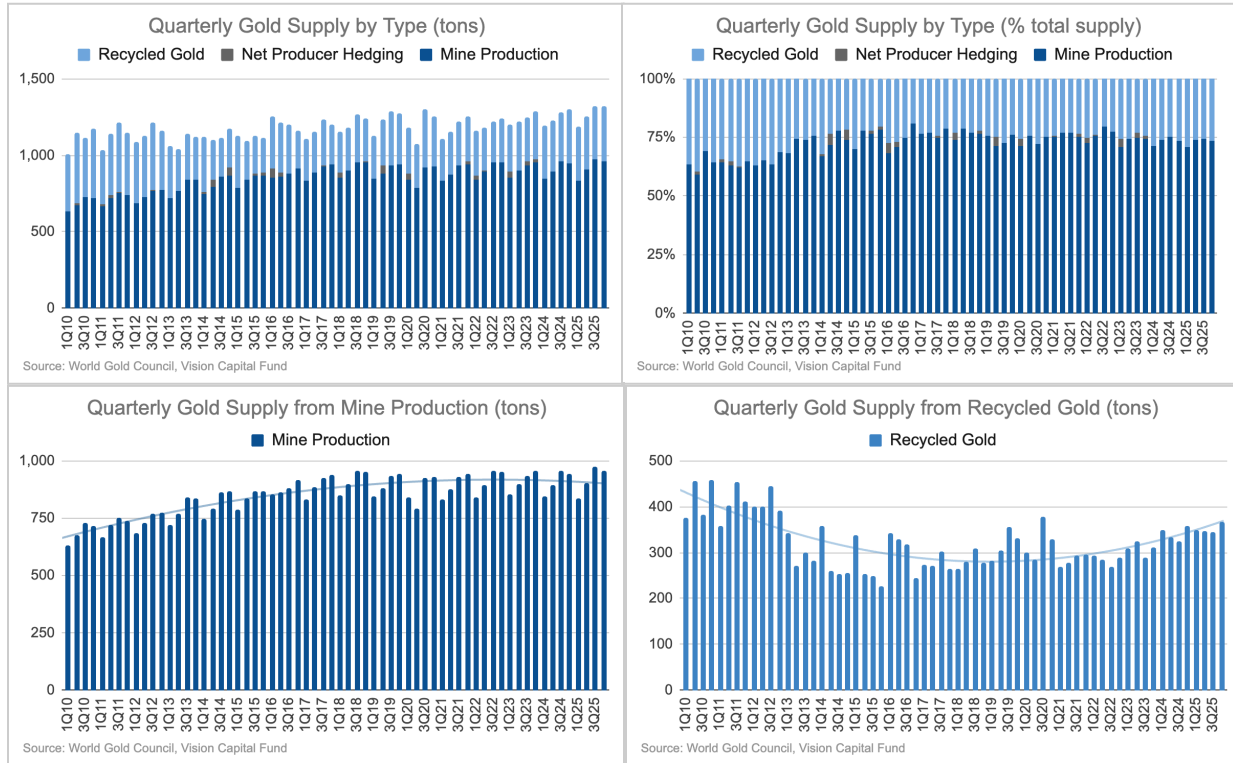 Quarterly Gold Supply by Type (tons)
Recycled Gold Net Producer Hedging Mine Production
1,500
1,000
500
0
1Q10 3Q10 1Q11 3Q11 1Q12 3Q12 1Q13 3Q13 1Q14 3Q14 1Q15 3Q15 1Q16 3Q16 1Q17 3Q17 1Q18 3Q18 1Q19 3Q19 1Q20 3Q20 1Q21 3Q21 1Q22 3Q22 1Q23 3Q23 1Q24 3Q24 1Q25 3Q25
Source: World Gold Council, Vision Capital Fund
Quarterly Gold Supply by Type (% total supply)
Recycled Gold Net Producer Hedging Mine Production
100%
75%
50%
25%
0%
1Q10 3Q10 1Q11 3Q11 1Q12 3Q12 1Q13 3Q13 1Q14 3Q14 1Q15 3Q15 1Q16 3Q16 1Q17 3Q17 1Q18 3Q18 1Q19 3Q19 1Q20 3Q20 1Q21 3Q21 1Q22 3Q22 1Q23 3Q23 1Q24 3Q24 1Q25 3Q25
Source: World Gold Council, Vision Capital Fund
Quarterly Gold Supply from Mine Production (tons)
Mine Production
1,000
750
500
250
0
1Q10 3Q10 1Q11 3Q11 1Q12 3Q12 1Q13 3Q13 1Q14 3Q14 1Q15 3Q15 1Q16 3Q16 1Q17 3Q17 1Q18 3Q18 1Q19 3Q19 1Q20 3Q20 1Q21 3Q21 1Q22 3Q22 1Q23 3Q23 1Q24 3Q24 1Q25 3Q25
Source: World Gold Council, Vision Capital Fund
Quarterly Gold Supply from Recycled Gold (tons)
Recycled Gold
500
400
300
200
100
0
1Q10 3Q10 1Q11 3Q11 1Q12 3Q12 1Q13 3Q13 1Q14 3Q14 1Q15 3Q15 1Q16 3Q16 1Q17 3Q17 1Q18 3Q18 1Q19 3Q19 1Q20 3Q20 1Q21 3Q21 1Q22 3Q22 1Q23 3Q23 1Q24 3Q24 1Q25 3Q25
Source: World Gold Council, Vision Capital Fund